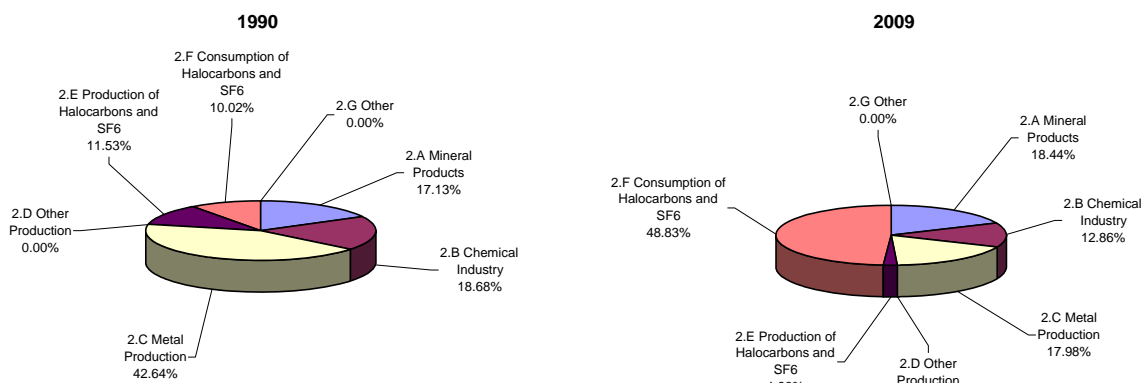 1990
2.F Consumption of
Halocarbons and
SF6
10.02%
2.E Production of
Halocarbons and
SF6
11.53%
2.G Other
0.00%
2.A Mineral
Products
17.13%
2.D Other
Production
0.00%
2.B Chemical
Industry
18.68%
2.C Metal
Production
42.64%
2009
2.G Other
0.00%
2.A Mineral
Products
18.44%
2.F Consumption of
Halocarbons and
SF6
48.83%
2.B Chemical
Industry
12.86%
2.C Metal
Production
17.98%
2.E Production of
Halocarbons and
SF6
2.D Other
Production